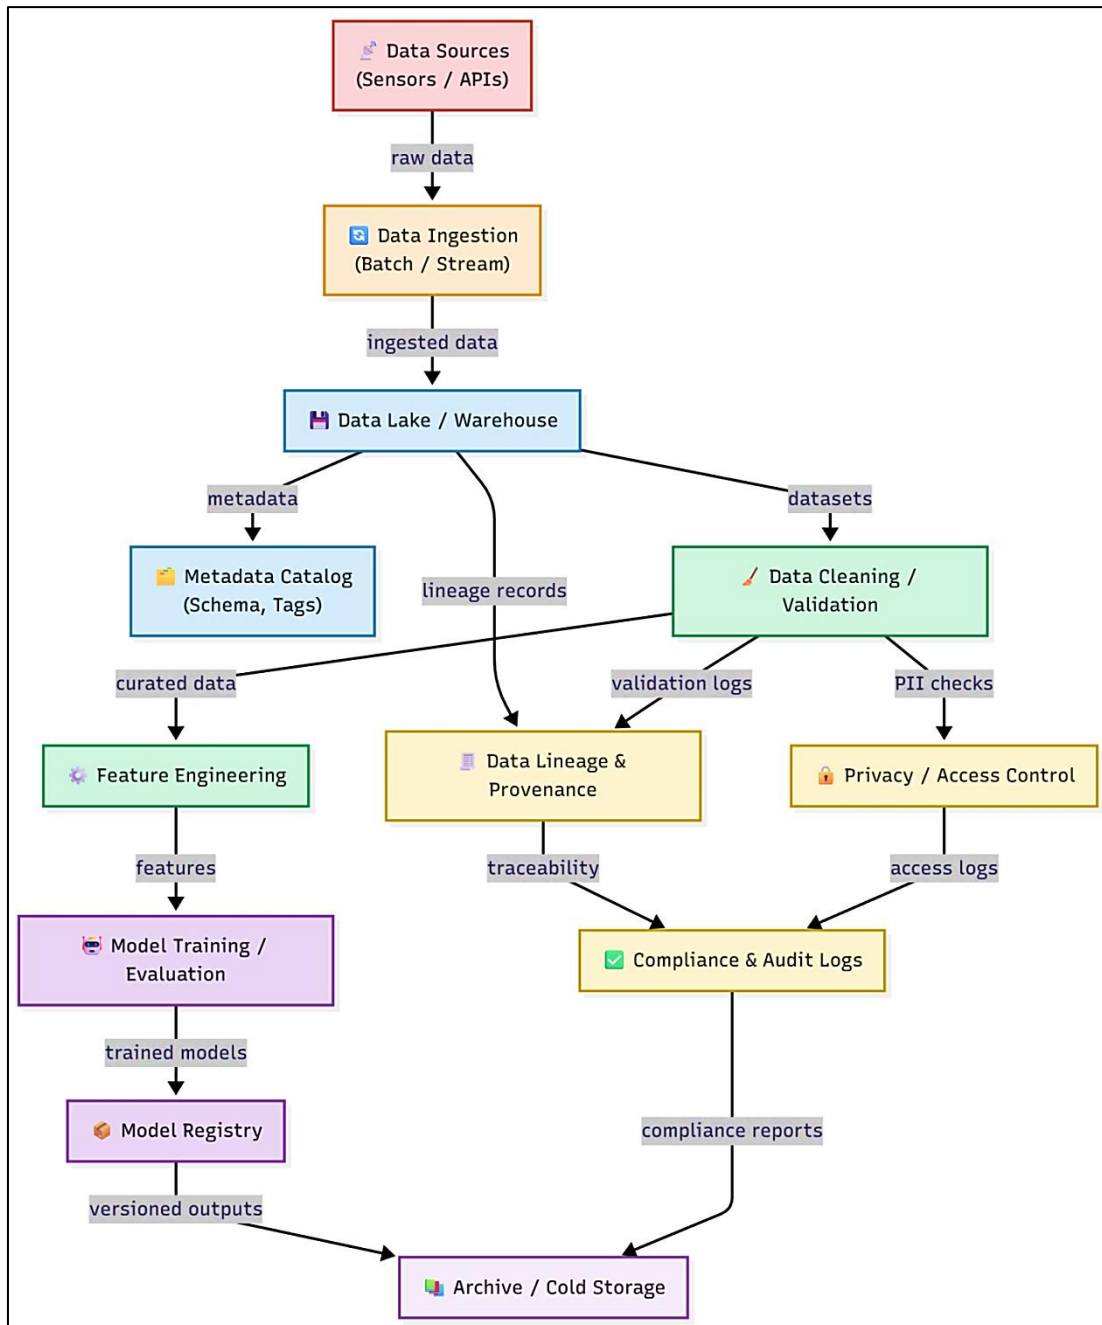 Data Sources
(Sensors / APIs)
raw data
Data Ingestion
(Batch / Stream)
ingested data
Data Lake / Warehouse
metadata
datasets
Metadata Catalog
(Schema, Tags)
lineage records
Data Cleaning /
Validation
curated data
validation logs
PII checks
Feature Engineering
Data Lineage &
Provenance
Privacy / Access Control
features
traceability
access logs
Model Training /
Evaluation
Compliance & Audit Logs
trained models
Model Registry
compliance reports
versioned outputs
Archive / Cold Storage